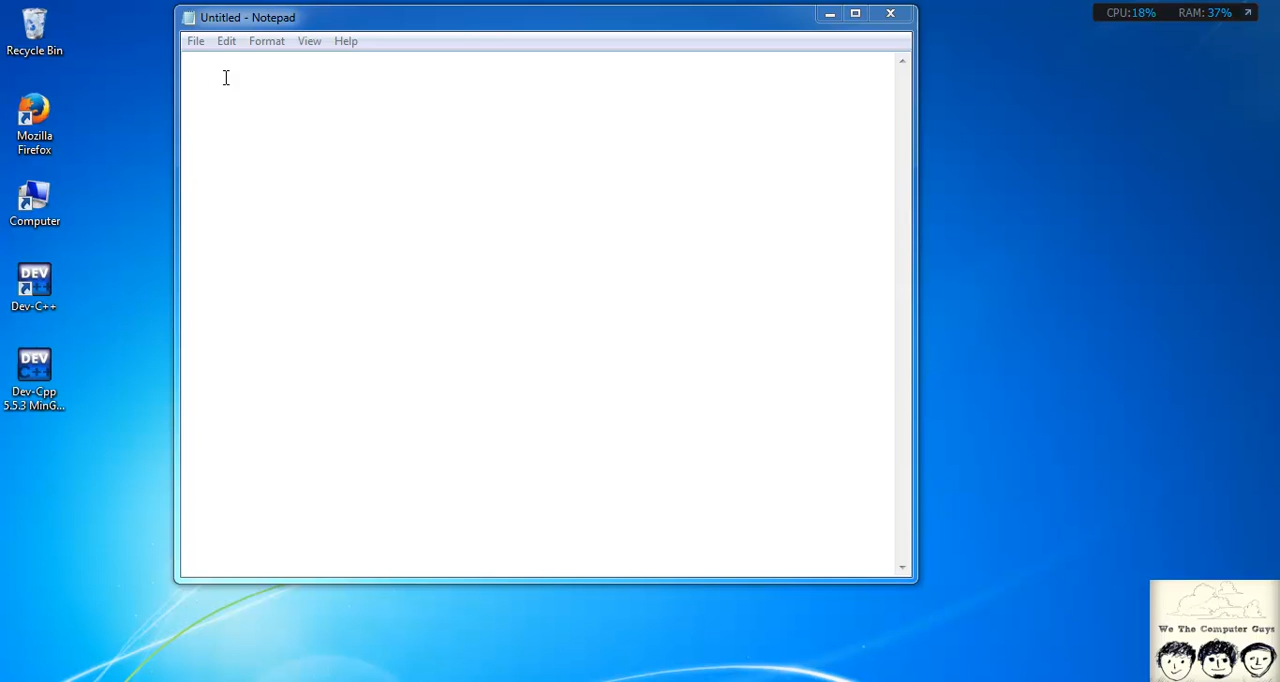 Untitled - Notepad
File Edit Format View Help
CPU:18% RAM:37%
Recycle Bin
Mozilla
Firefox
Computer
DEV
C++
Dev-C++
DEV
C++
Dev-Cpp
5.5.3 MinG...
We The Computer Guys